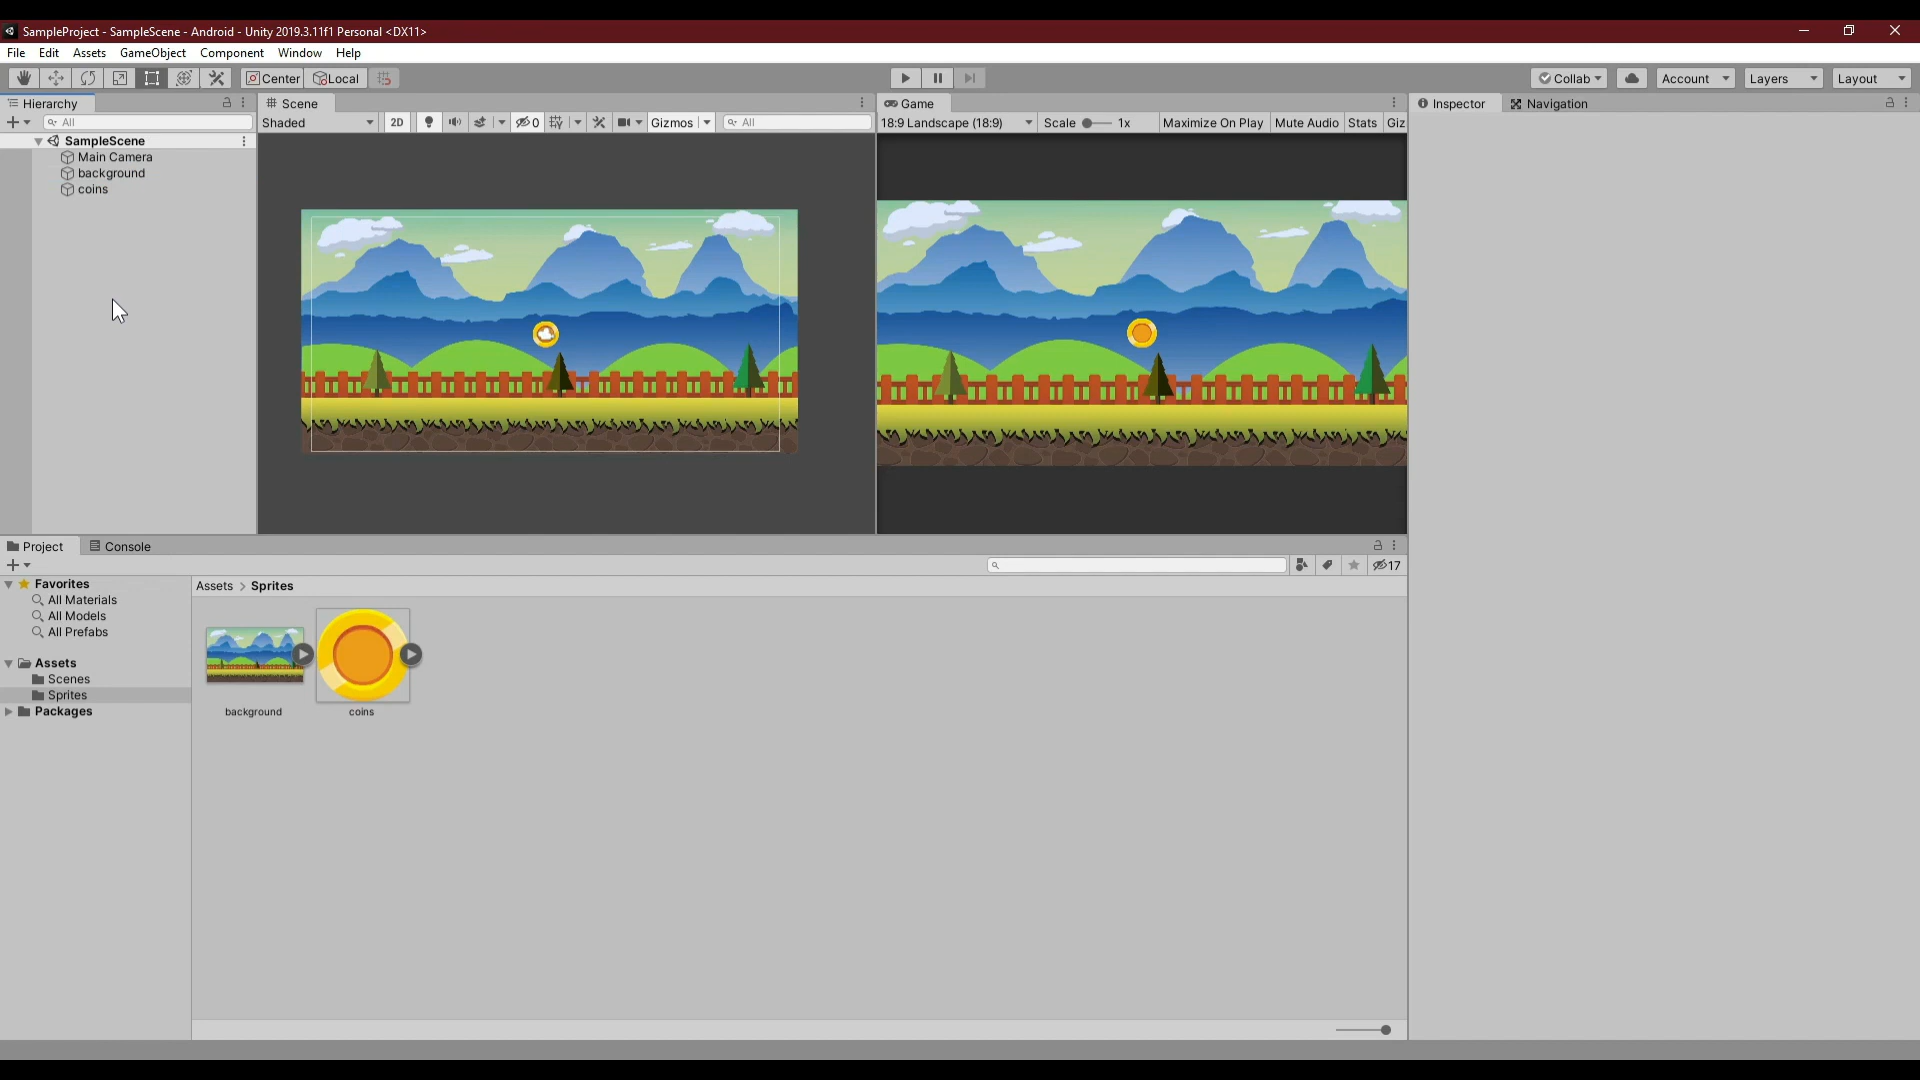 SampleProject - SampleScene - Android - Unity 2019.3.11f1 Personal <DX11>
File Edit Assets GameObject Component Window Help
Center Local Collab Account Layers Layout
Hierarchy
All
SampleScene
Main Camera
background
coins
Scene
Shaded 2D 0 Gizmos All
Game
18:9 Landscape (18:9) Scale 1x Maximize On Play Mute Audio Stats Giz
Inspector Navigation
Project Console
17
Favorites
All Materials
All Models
All Prefabs
Assets
Scenes
Sprites
Packages
Assets > Sprites
background coins